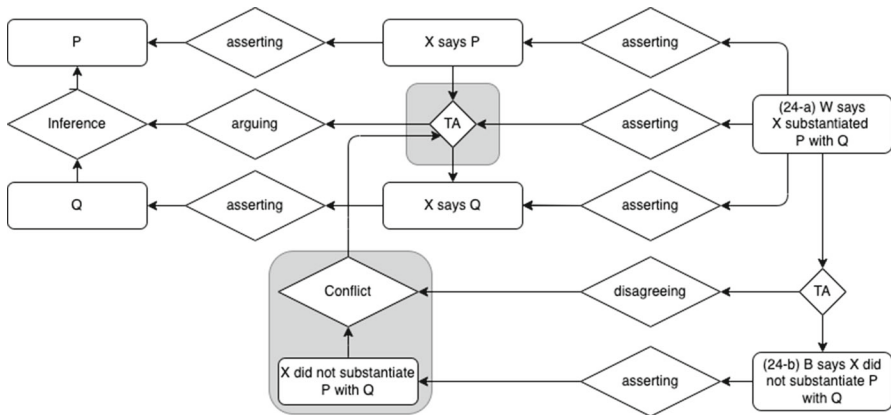 P
asserting
X says P
asserting
(24-a) W says
X substantiated
P with Q
Inference
arguing
TA
asserting
Q
asserting
X says Q
asserting
Conflict
disagreeing
TA
X did not substantiate
P with Q
asserting
(24-b) B says X did
not substantiate P
with Q